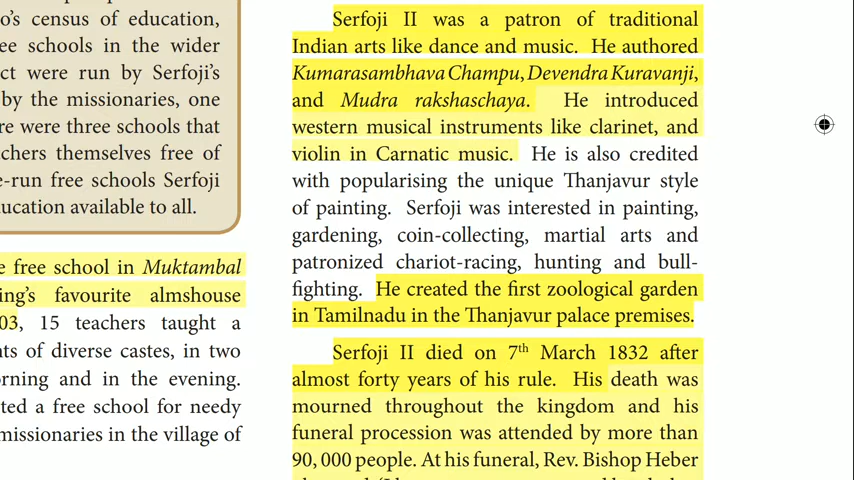 o’s census of education,
ee schools in the wider
ct were run by Serfoji’s
by the missionaries, one
re were three schools that
chers themselves free of
e-run free schools Serfoji
ucation available to all.
e free school in Muktambal
ing’s favourite almshouse
03, 15 teachers taught a
ts of diverse castes, in two
orning and in the evening.
ted a free school for needy
missionaries in the village of
Serfoji II was a patron of traditional
Indian arts like dance and music. He authored
Kumarasambhava Champu, Devendra Kuravanji,
and Mudra rakshaschaya. He introduced
western musical instruments like clarinet, and
violin in Carnatic music. He is also credited
with popularising the unique Thanjavur style
of painting. Serfoji was interested in painting,
gardening, coin-collecting, martial arts and
patronized chariot-racing, hunting and bull-
fighting. He created the first zoological garden
in Tamilnadu in the Thanjavur palace premises.
Serfoji II died on 7th March 1832 after
almost forty years of his rule. His death was
mourned throughout the kingdom and his
funeral procession was attended by more than
90, 000 people. At his funeral, Rev. Bishop Heber